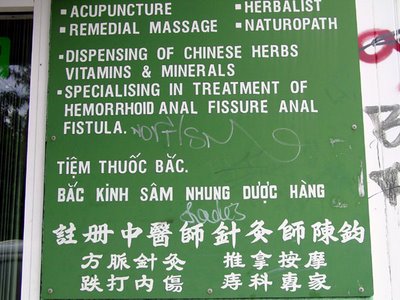 ▪ ACUPUNCTURE ▪ HERBALIST
▪ REMEDIAL MASSAGE ▪ NATUROPATH
▪ DISPENSING OF CHINESE HERBS
VITAMINS & MINERALS
▪ SPECIALISING IN TREATMENT OF
HEMORRHOID ANAL FISSURE ANAL
FISTULA.
TIỆM THUỐC BẮC.
BẮC KINH SÂM NHUNG DƯỢC HÀNG
註册中醫師針灸師陳鈞
方脈針灸 推拿按摩
跌打內傷 痔科專家